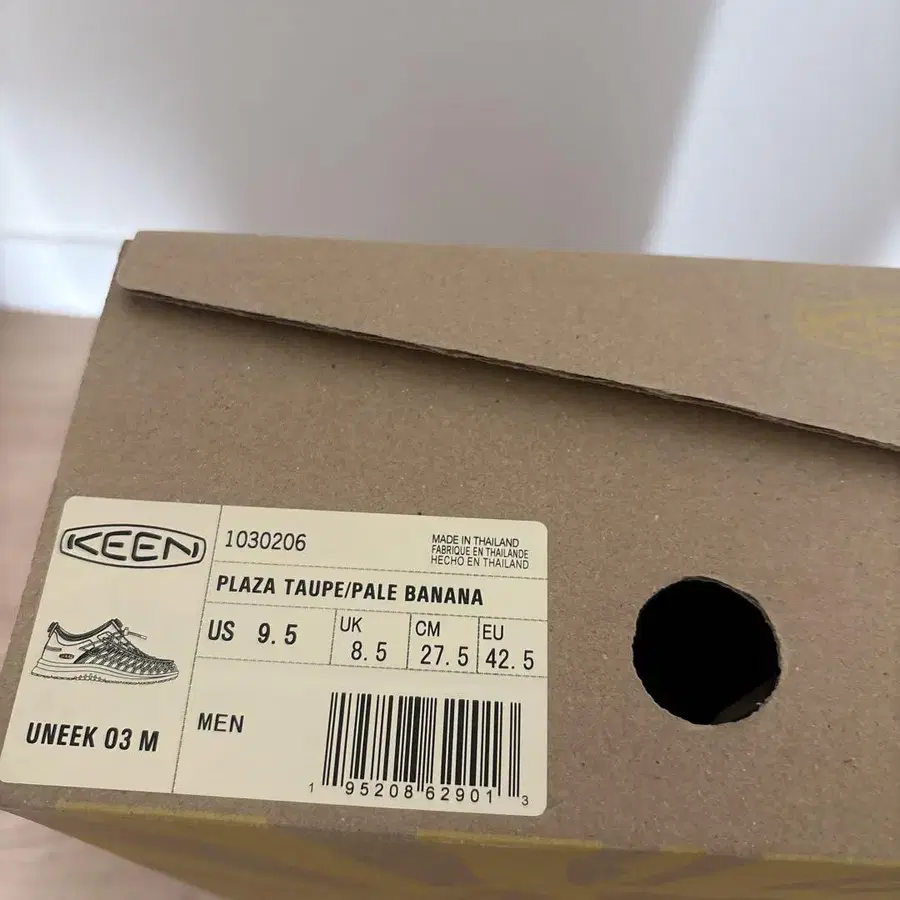 KEEN
1030206
MADE IN THAILAND
FABRIQUE EN THAILANDE
HECHO EN THAILAND
PLAZA TAUPE/PALE BANANA
US 9.5
UK 8.5
CM 27.5
EU 42.5
UNEEK 03 M
MEN
1 95208 62901 3